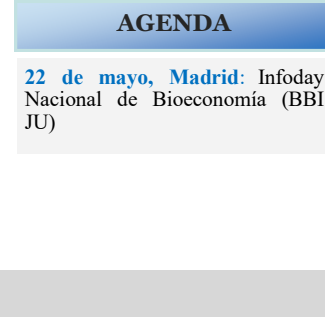 AGENDA
22 de mayo, Madrid: Infoday
Nacional de Bioeconomía (BBI
JU)